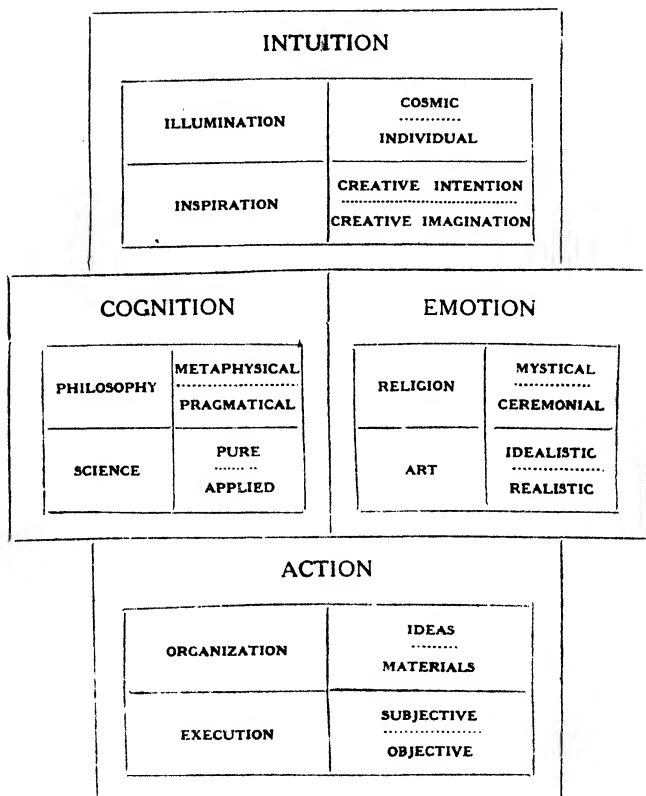 INTUITION
ILLUMINATION
COSMIC
INDIVIDUAL
INSPIRATION
CREATIVE INTENTION
CREATIVE IMAGINATION
COGNITION
PHILOSOPHY
METAPHYSICAL
PRAGMATICAL
SCIENCE
PURE
APPLIED
EMOTION
RELIGION
MYSTICAL
CEREMONIAL
ART
IDEALISTIC
REALISTIC
ACTION
ORGANIZATION
IDEAS
MATERIALS
EXECUTION
SUBJECTIVE
OBJECTIVE